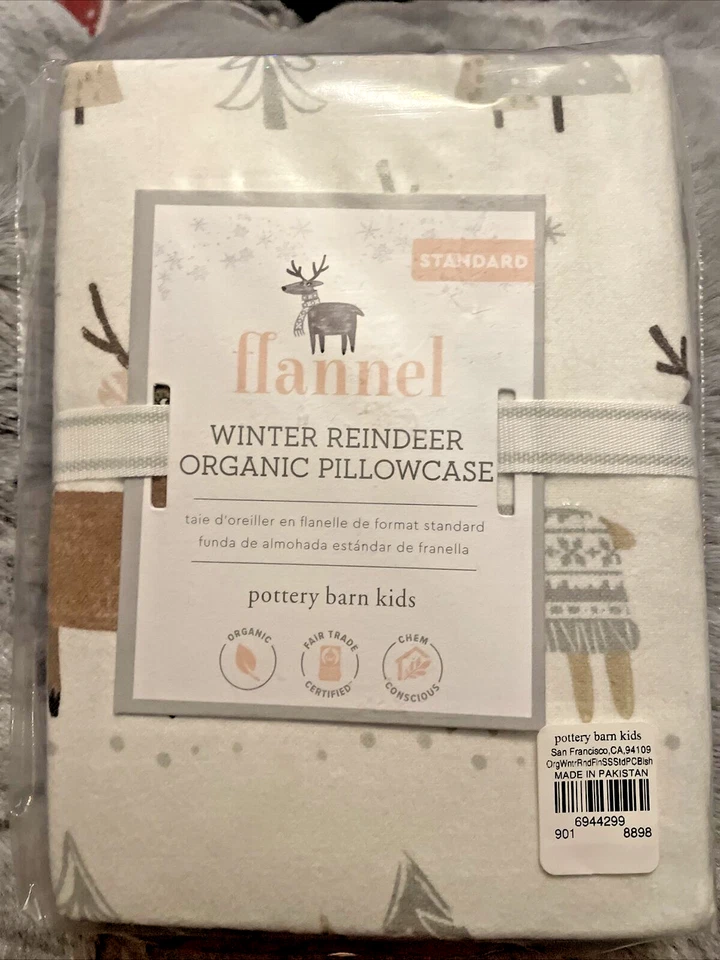 STANDARD
flannel
WINTER REINDEER
ORGANIC PILLOWCASE
taie d'oreiller en flanelle de format standard
funda de almohada estándar de franella
pottery barn kids
ORGANIC
FAIR TRADE
CERTIFIED™
CHEM
CONSCIOUS
pottery barn kids
San Francisco,CA,94109
OrgWntrRndFlnSSStdPCBlsh
MADE IN PAKISTAN
6944299
901 8898